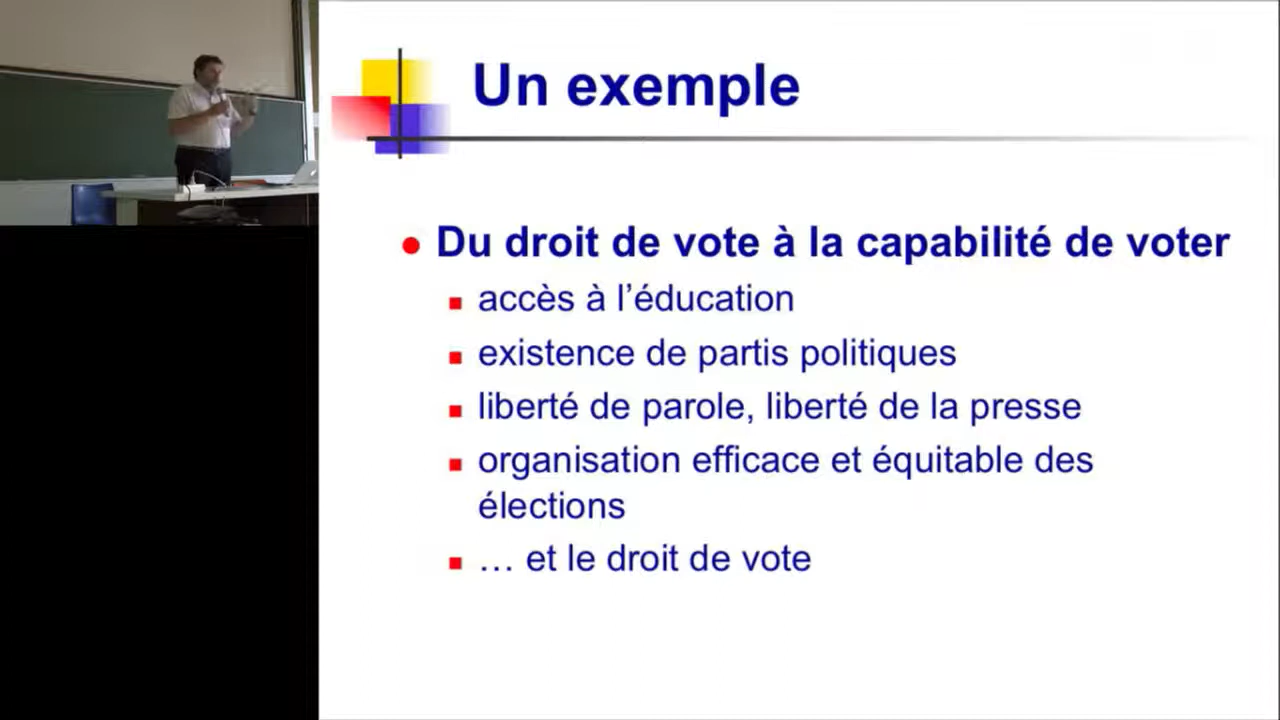 Un exemple
Du droit de vote à la capabilité de voter
accès à l’éducation
existence de partis politiques
liberté de parole, liberté de la presse
organisation efficace et équitable des
élections
… et le droit de vote